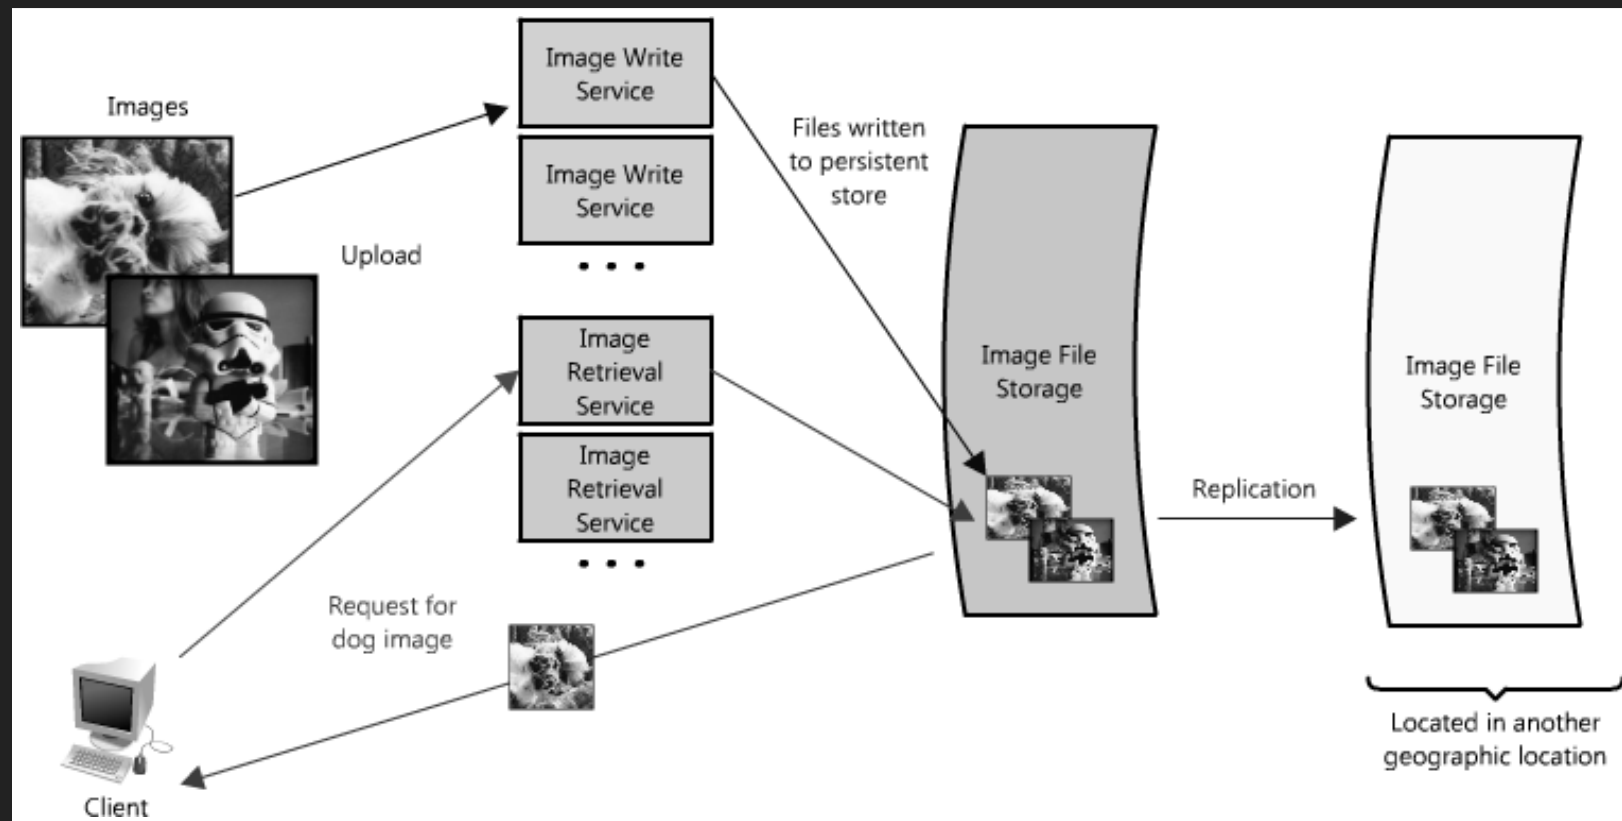 Images
Upload
Image Write
Service
Image Write
Service
. . .
Image
Retrieval
Service
Image
Retrieval
Service
. . .
Request for
dog image
Client
Files written
to persistent
store
Image File
Storage
Replication
Image File
Storage
Located in another
geographic location